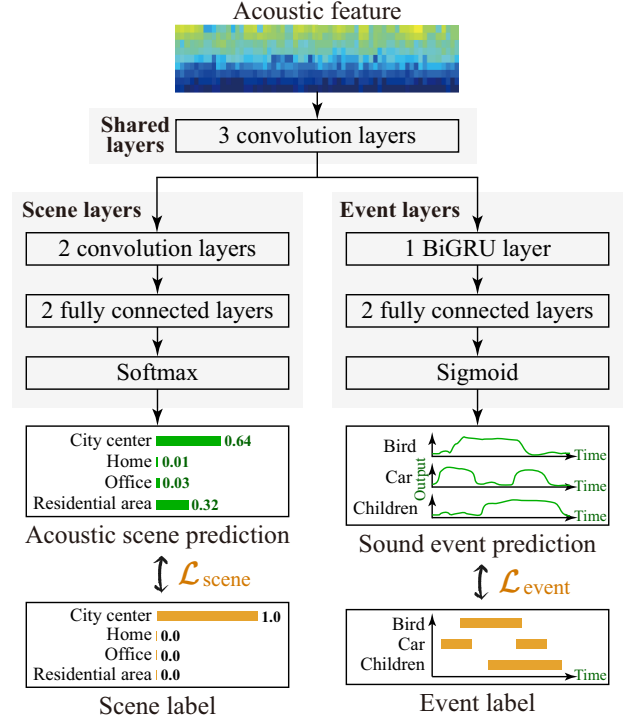 Acoustic feature
Shared
layers
3 convolution layers
Scene layers
2 convolution layers
2 fully connected layers
Softmax
City center 0.64
Home 0.01
Office 0.03
Residential area 0.32
Acoustic scene prediction
ℒ scene
City center 1.0
Home 0.0
Office 0.0
Residential area 0.0
Scene label
Event layers
1 BiGRU layer
2 fully connected layers
Sigmoid
Output
Bird Time
Car Time
Children Time
Sound event prediction
ℒ event
Bird
Car
Children
Time
Event label